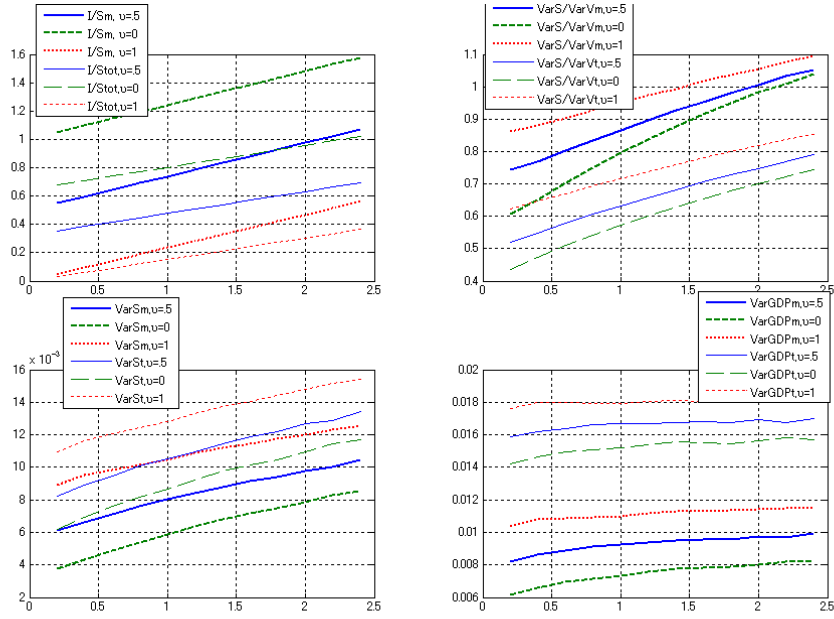 I/Sm, υ=.5
I/Sm, υ=0
I/Sm, υ=1
I/Stot,υ=.5
I/Stot,υ=0
I/Stot,υ=1
1.6
1.4
1.2
1
0.8
0.6
0.4
0.2
0
0 0.5 1 1.5 2 2.5
VarS/VarVm,υ=.5
VarS/VarVm,υ=0
VarS/VarVm,υ=1
VarS/VarVt,υ=.5
VarS/VarVt,υ=0
VarS/VarVt,υ=1
1.1
1
0.9
0.8
0.7
0.6
0.5
0.4
0 0.5 1 1.5 2 2.5
VarSm,υ=.5
VarSm,υ=0
VarSm,υ=1
VarSt,υ=.5
VarSt,υ=0
VarSt,υ=1
x 10⁻³
16
14
12
10
8
6
4
2
0 0.5 1 1.5 2 2.5
VarGDPm,υ=.5
VarGDPm,υ=0
VarGDPm,υ=1
VarGDPt,υ=.5
VarGDPt,υ=0
VarGDPt,υ=1
0.02
0.018
0.016
0.014
0.012
0.01
0.008
0.006
0 0.5 1 1.5 2 2.5